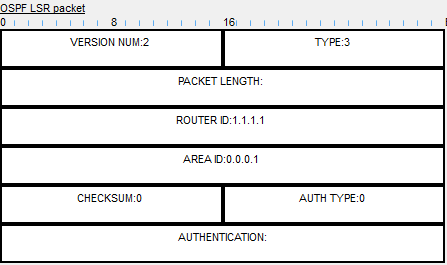 OSPF LSR packet
0 8 16
VERSION NUM:2 TYPE:3
PACKET LENGTH:
ROUTER ID:1.1.1.1
AREA ID:0.0.0.1
CHECKSUM:0 AUTH TYPE:0
AUTHENTICATION: